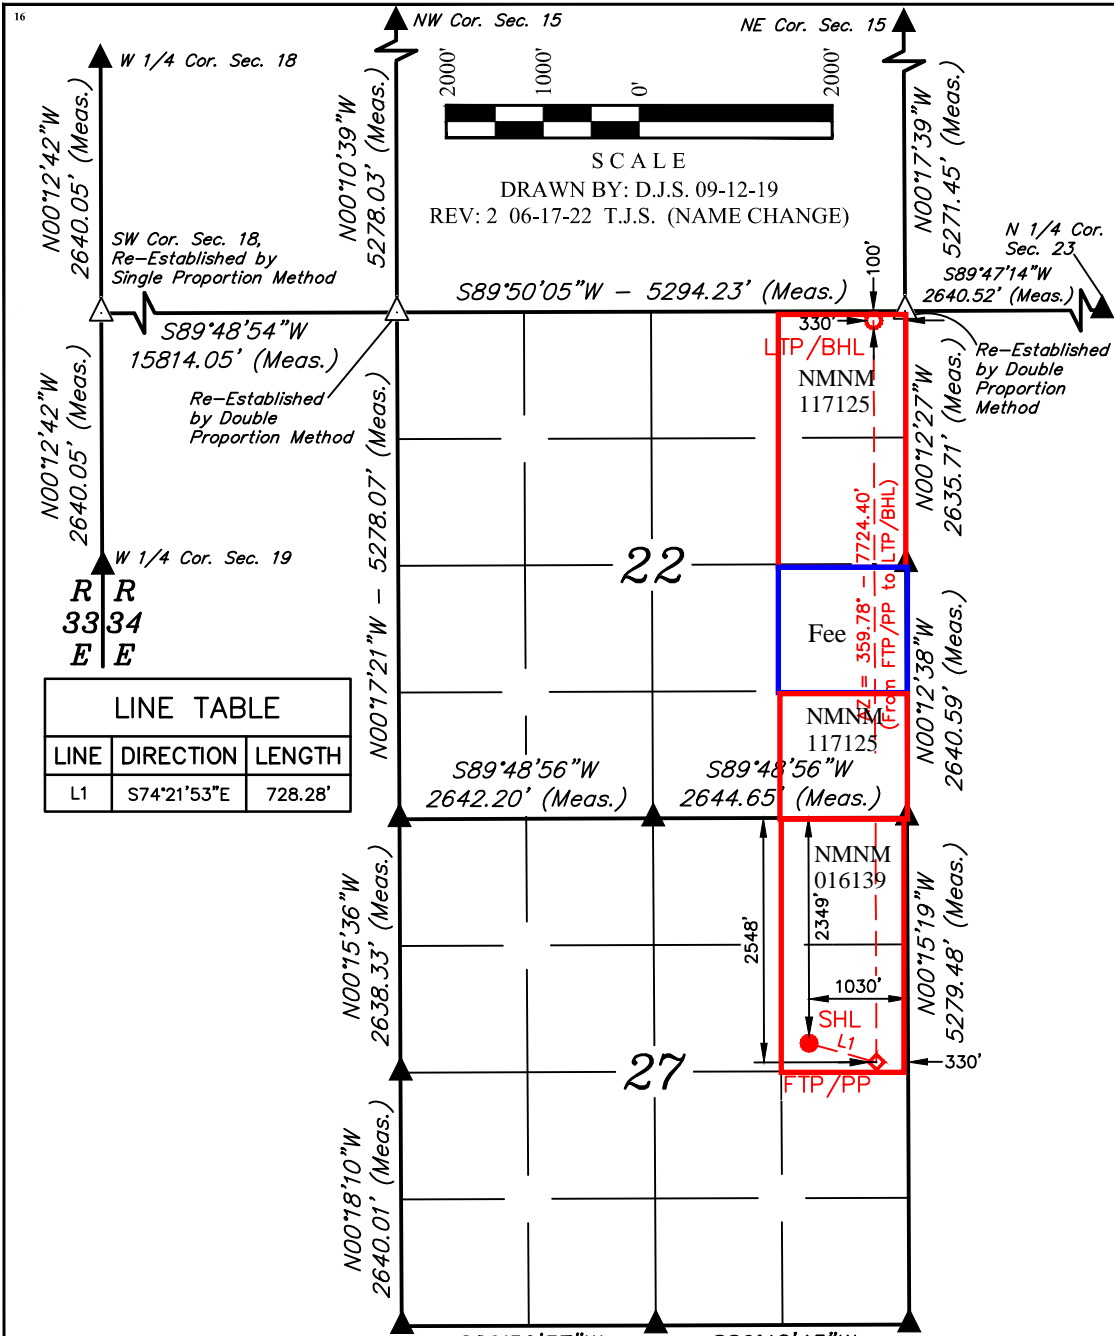 16
NW Cor. Sec. 15
NE Cor. Sec. 15
W 1/4 Cor. Sec. 18
2000'
1000'
0'
2000'
SCALE
DRAWN BY: D.J.S. 09-12-19
REV: 2 06-17-22 T.J.S. (NAME CHANGE)
N00°12'42"W
2640.05' (Meas.)
N00°10'39"W
5278.03' (Meas.)
N00°17'39"W
5271.45' (Meas.)
N 1/4 Cor.
Sec. 23
SW Cor. Sec. 18,
Re-Established by
Single Proportion Method
100'
S89°47'14"W
2640.52' (Meas.)
S89°50'05"W - 5294.23' (Meas.)
S89°48'54"W
15814.05' (Meas.)
330'
LTP/BHL
Re-Established
by Double
Proportion
Method
Re-Established
by Double
Proportion Method
NMNM
117125
N00°12'42"W
2640.05' (Meas.)
N00°17'21"W - 5278.07' (Meas.)
N00°12'27"W
2635.71' (Meas.)
AZ = 359.78° - 7724.40'
(From FTP/PP to LTP/BHL)
W 1/4 Cor. Sec. 19
22
R R
33 34
E E
Fee
N00°12'38"W
2640.59' (Meas.)
LINE TABLE
LINE DIRECTION LENGTH
L1 S74°21'53"E 728.28'
NMNM
117125
S89°48'56"W
2642.20' (Meas.)
S89°48'56"W
2644.65' (Meas.)
NMNM
016139
N00°15'36"W
2638.33' (Meas.)
2548'
2349'
N00°15'19"W
5279.48' (Meas.)
1030'
SHL
L1
27
330'
FTP/PP
N00°18'10"W
2640.01' (Meas.)